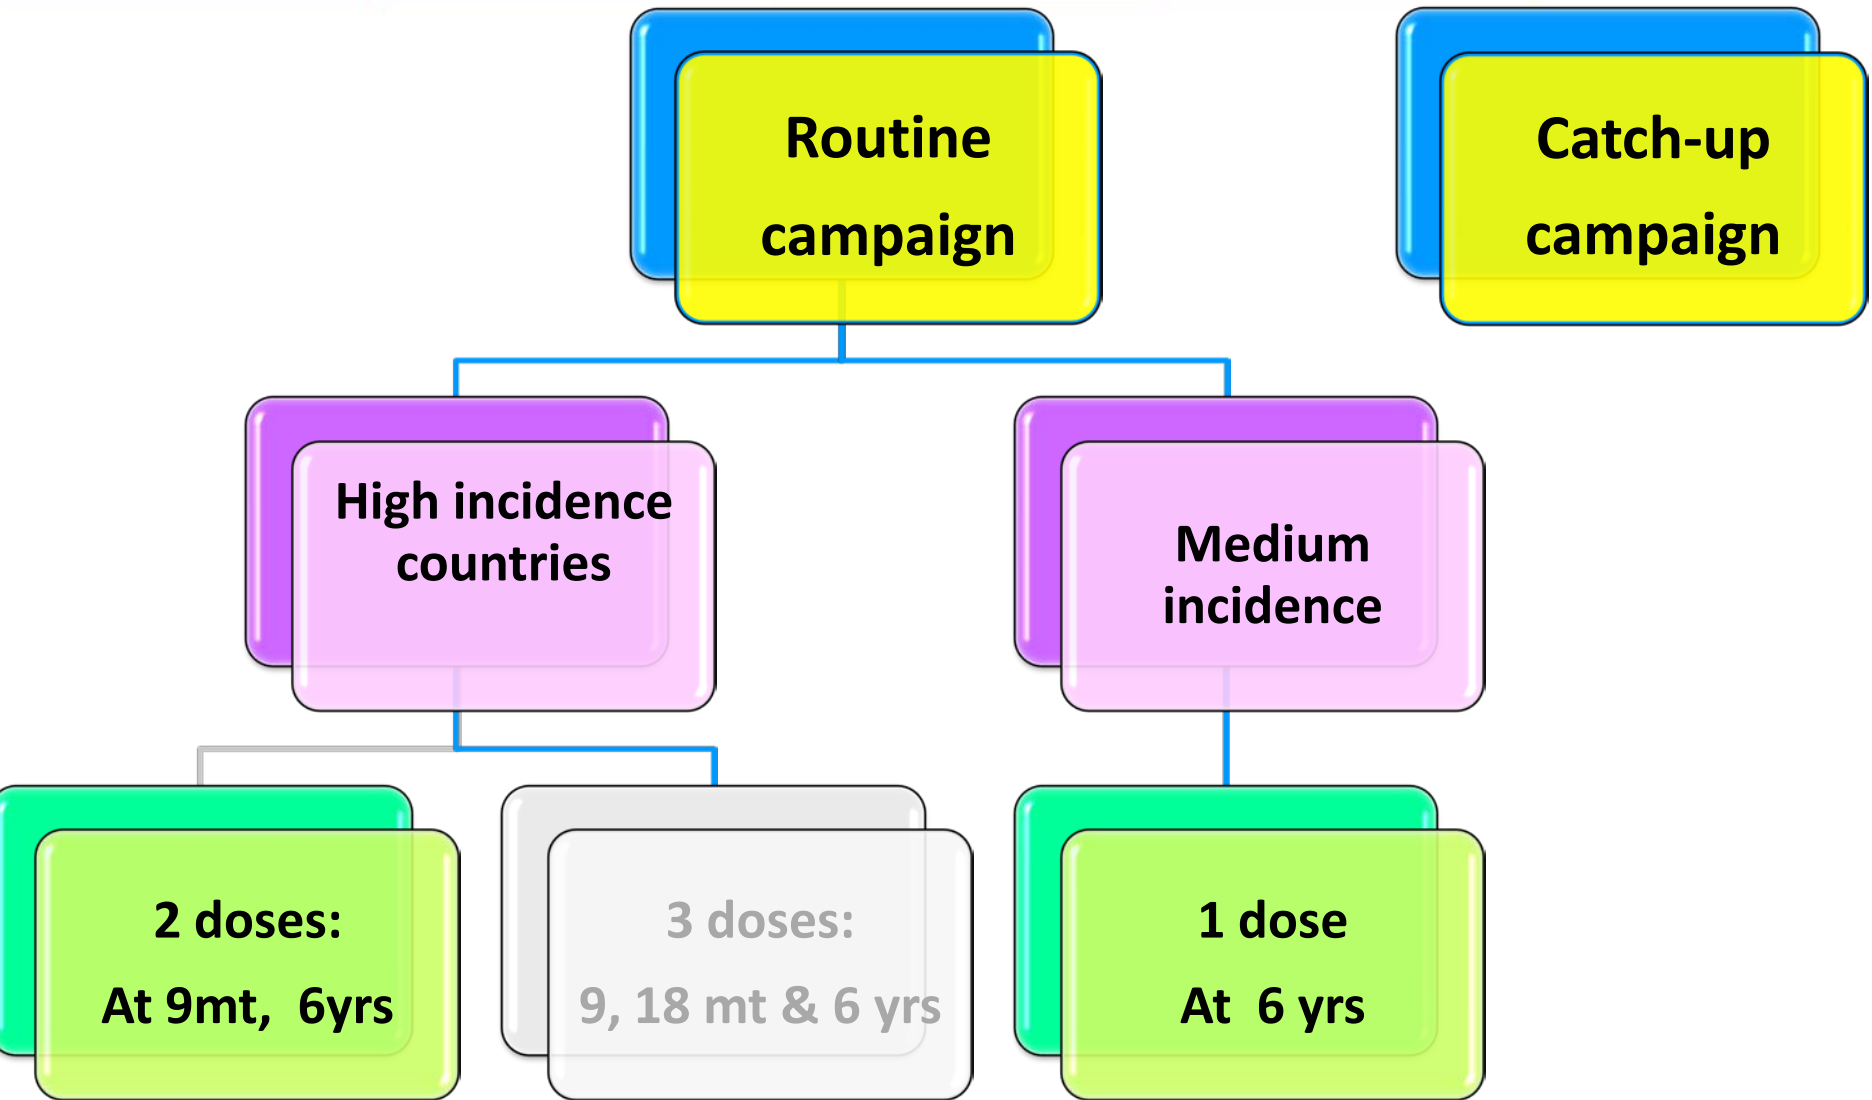 Routine
campaign
Catch-up
campaign
High incidence
countries
Medium
incidence
2 doses:
At 9mt, 6yrs
3 doses:
9, 18 mt & 6 yrs
1 dose
At 6 yrs